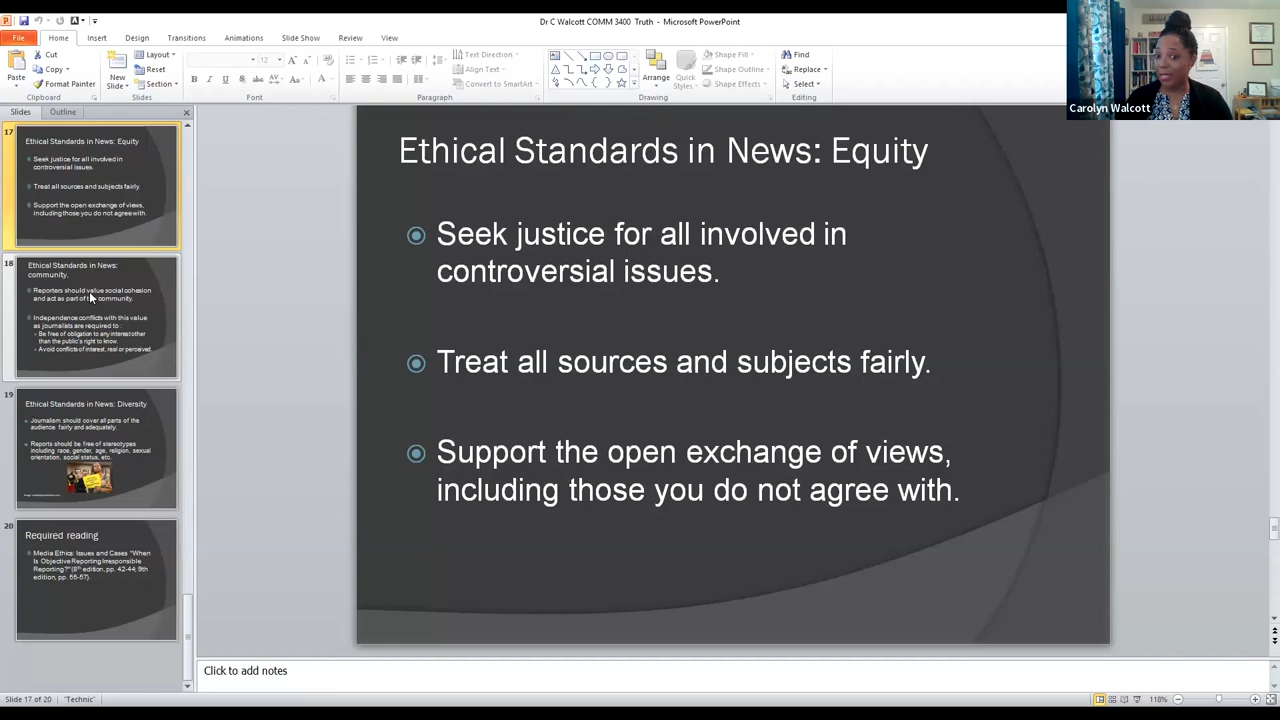 Dr C Walcott COMM 3400 Truth - Microsoft PowerPoint
File
Home
Insert
Design
Transitions
Animations
Slide Show
Review
View
Paste
Cut
Copy
Format Painter
Clipboard
New
Slide
Layout
Reset
Section
Slides
12
Font
Text Direction
Align Text
Convert to SmartArt
Paragraph
Arrange
Quick
Styles
Shape Fill
Shape Outline
Shape Effects
Drawing
Find
Replace
Select
Editing
Carolyn Walcott
Slides
Outline
17
Ethical Standards in News: Equity
Seek justice for all involved in
controversial issues.
Treat all sources and subjects fairly.
Support the open exchange of views,
including those you do not agree with.
18
Ethical Standards in News:
community.
Reporters should value social cohesion
and act as part of the community.
Independence conflicts with this value
as journalists are required to :
Be free of obligation to any interest other
than the public's right to know.
Avoid conflicts of interest, real or perceived.
19
Ethical Standards in News: Diversity
Journalism should cover all parts of the
audience fairly and adequately.
Reports should be free of stereotypes
including race, gender, age, religion, sexual
orientation, social status, etc.
20
Required reading
Media Ethics: Issues and Cases "When
Is Objective Reporting Irresponsible
Reporting?"(8th edition, pp. 42-44; 9th
edition, pp. 55-57).
Ethical Standards in News: Equity
Seek justice for all involved in
controversial issues.
Treat all sources and subjects fairly.
Support the open exchange of views,
including those you do not agree with.
Click to add notes
Slide 17 of 20
"Technic"
118%